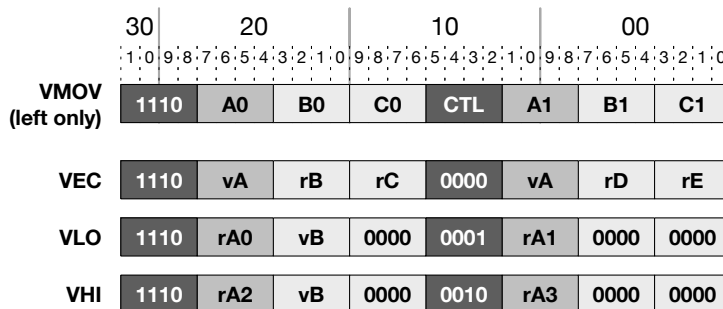 30 20 10 00
1 0 9 8 7 6 5 4 3 2 1 0 9 8 7 6 5 4 3 2 1 0 9 8 7 6 5 4 3 2 1 0
VMOV
(left only) 1110 A0 B0 C0 CTL A1 B1 C1
VEC 1110 vA rB rC 0000 vA rD rE
VLO 1110 rA0 vB 0000 0001 rA1 0000 0000
VHI 1110 rA2 vB 0000 0010 rA3 0000 0000